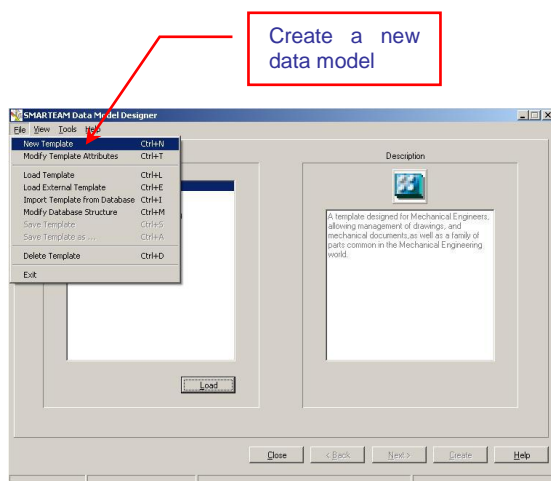 Create a new
data model
SMARTEAM Data Model Designer
File View Tools Help
New Template Ctrl+N
Modify Template Attributes Ctrl+T
Load Template Ctrl+L
Load External Template Ctrl+E
Import Template from Database Ctrl+I
Modify Database Structure Ctrl+M
Save Template Ctrl+S
Save Template as ... Ctrl+A
Delete Template Ctrl+D
Exit
Description
A template designed for Mechanical Engineers,
allowing management of drawings, and
mechanical documents,as well as a family of
parts common in the Mechanical Engineering
world.
Load
Close < Back Next > Create Help